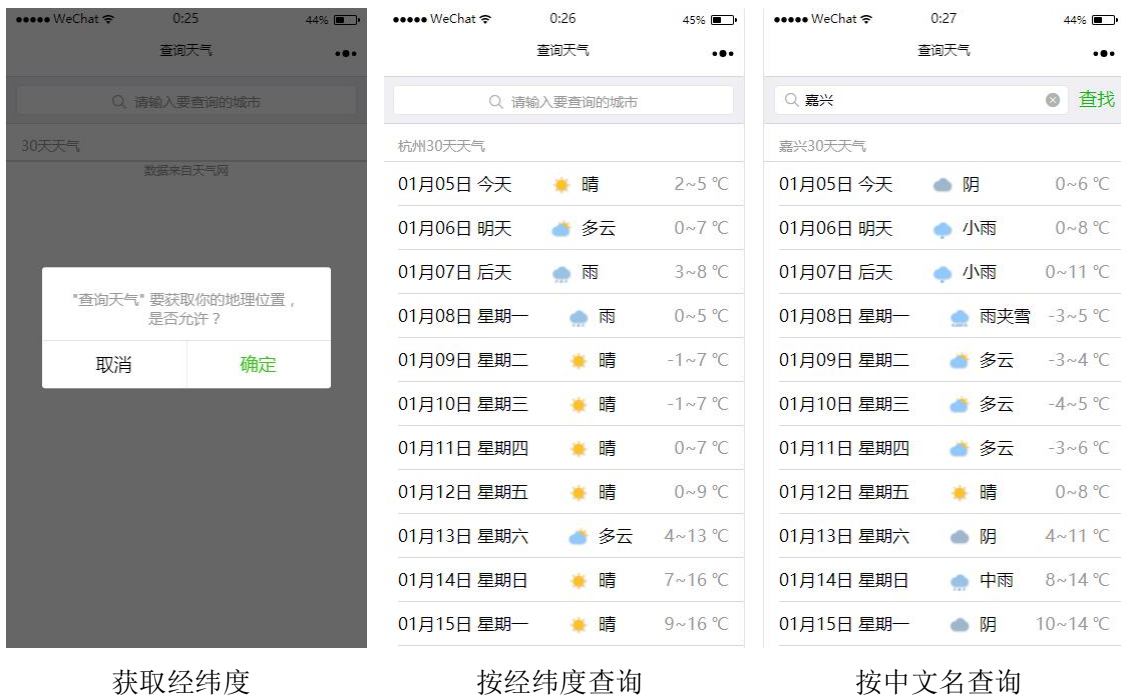 WeChat 0:25 44%
查询天气
请输入要查询的城市
30天天气
数据来自天气网
"查询天气" 要获取你的地理位置，
是否允许？
取消 确定
获取经纬度
WeChat 0:26 45%
查询天气
请输入要查询的城市
杭州30天天气
01月05日 今天 晴 2~5 ℃
01月06日 明天 多云 0~7 ℃
01月07日 后天 雨 3~8 ℃
01月08日 星期一 雨 0~5 ℃
01月09日 星期二 晴 -1~7 ℃
01月10日 星期三 晴 -1~7 ℃
01月11日 星期四 晴 0~7 ℃
01月12日 星期五 晴 0~9 ℃
01月13日 星期六 多云 4~13 ℃
01月14日 星期日 晴 7~16 ℃
01月15日 星期一 晴 9~16 ℃
按经纬度查询
WeChat 0:27 44%
查询天气
嘉兴 查找
嘉兴30天天气
01月05日 今天 阴 0~6 ℃
01月06日 明天 小雨 0~8 ℃
01月07日 后天 小雨 0~11 ℃
01月08日 星期一 雨夹雪 -3~5 ℃
01月09日 星期二 多云 -3~4 ℃
01月10日 星期三 多云 -4~5 ℃
01月11日 星期四 多云 -3~6 ℃
01月12日 星期五 晴 0~8 ℃
01月13日 星期六 阴 4~11 ℃
01月14日 星期日 中雨 8~14 ℃
01月15日 星期一 阴 10~14 ℃
按中文名查询